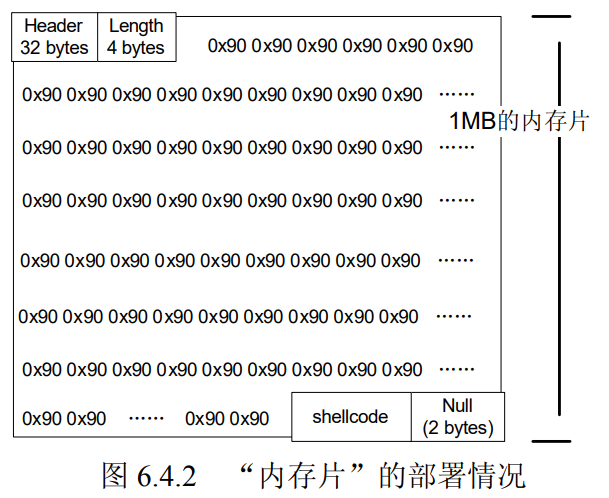 Header
32 bytes
Length
4 bytes
0x90 0x90 0x90 0x90 0x90 0x90
0x90 0x90 0x90 0x90 0x90 0x90 0x90 0x90 0x90 ……
1MB的内存片
0x90 0x90 0x90 0x90 0x90 0x90 0x90 0x90 0x90 ……
0x90 0x90 0x90 0x90 0x90 0x90 0x90 0x90 0x90 ……
0x90 0x90 0x90 0x90 0x90 0x90 0x90 0x90 0x90 ……
0x90 0x90 0x90 0x90 0x90 0x90 0x90 0x90 0x90 ……
0x90 0x90 0x90 0x90 0x90 0x90 0x90 0x90 0x90 ……
0x90 0x90 …… 0x90 0x90
shellcode
Null
(2 bytes)
图 6.4.2 “内存片”的部署情况